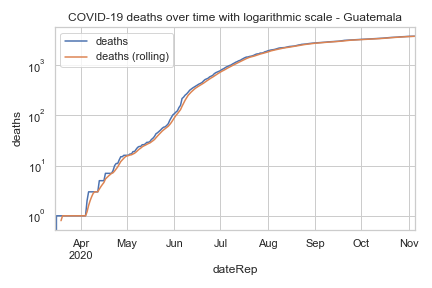 COVID-19 deaths over time with logarithmic scale - Guatemala
deaths
deaths (rolling)
10³
10²
10¹
10⁰
deaths
Apr May Jun Jul Aug Sep Oct Nov
2020
dateRep